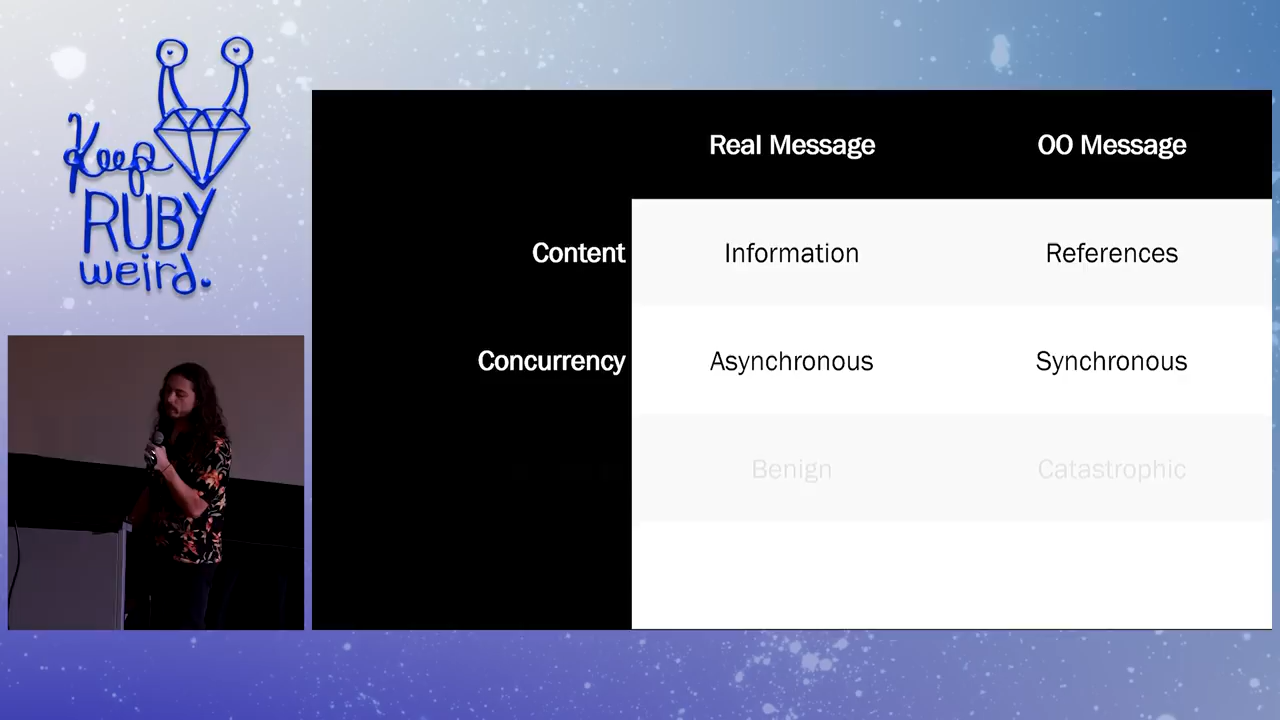 Keep
RUBY
weird.
Real Message OO Message
Content Information References
Concurrency Asynchronous Synchronous
Benign Catastrophic